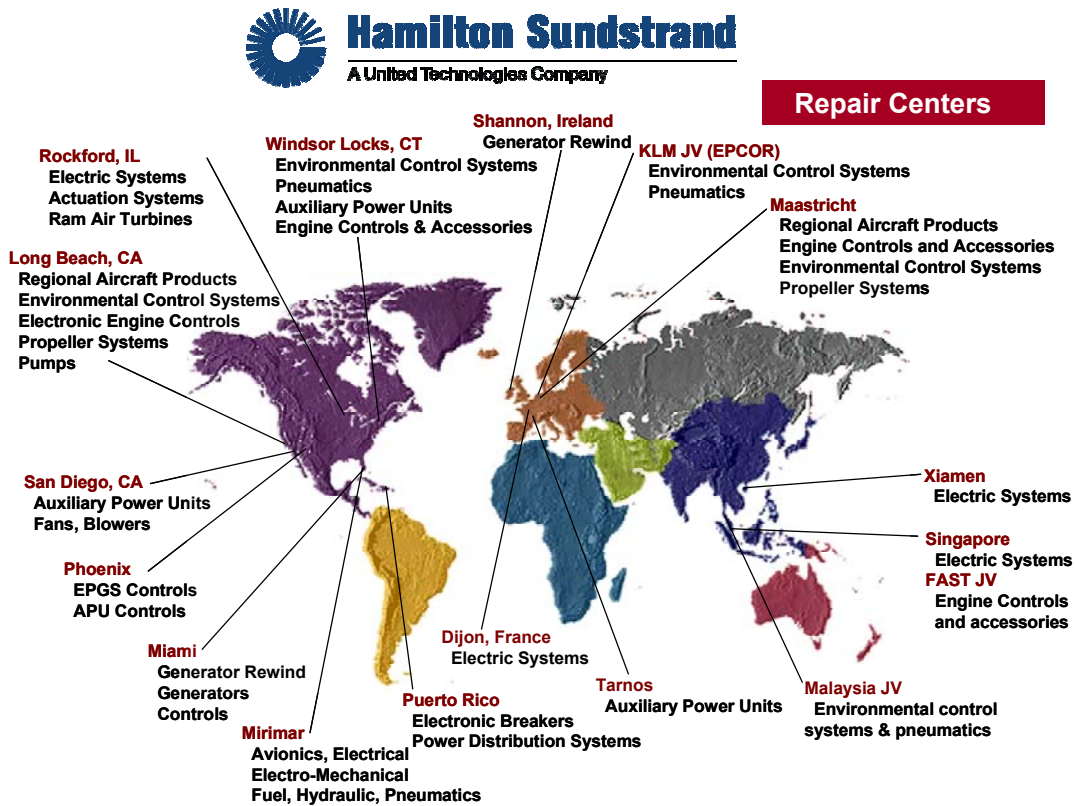 Hamilton Sundstrand
A United Technologies Company
Repair Centers
Shannon, Ireland
Generator Rewind
Windsor Locks, CT
Environmental Control Systems
Pneumatics
Auxiliary Power Units
Engine Controls & Accessories
KLM JV (EPCOR)
Environmental Control Systems
Pneumatics
Rockford, IL
Electric Systems
Actuation Systems
Ram Air Turbines
Maastricht
Regional Aircraft Products
Engine Controls and Accessories
Environmental Control Systems
Propeller Systems
Long Beach, CA
Regional Aircraft Products
Environmental Control Systems
Electronic Engine Controls
Propeller Systems
Pumps
San Diego, CA
Auxiliary Power Units
Fans, Blowers
Xiamen
Electric Systems
Singapore
Electric Systems
FAST JV
Engine Controls
and accessories
Phoenix
EPGS Controls
APU Controls
Miami
Generator Rewind
Generators
Controls
Dijon, France
Electric Systems
Tarnos
Auxiliary Power Units
Malaysia JV
Environmental control
systems & pneumatics
Puerto Rico
Electronic Breakers
Power Distribution Systems
Mirimar
Avionics, Electrical
Electro-Mechanical
Fuel, Hydraulic, Pneumatics